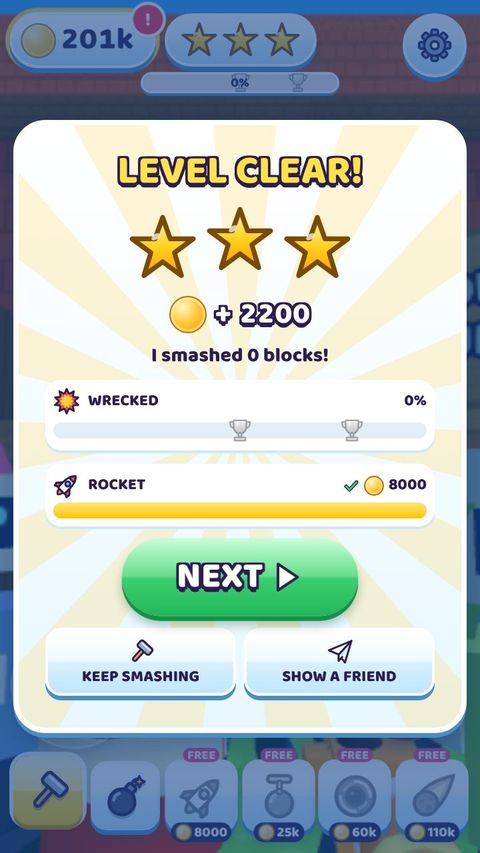 201k
!
0%
LEVEL CLEAR!
+ 2200
I smashed 0 blocks!
WRECKED 0%
ROCKET 8000
NEXT
KEEP SMASHING
SHOW A FRIEND
FREE FREE FREE FREE
8000 25k 60k 110k